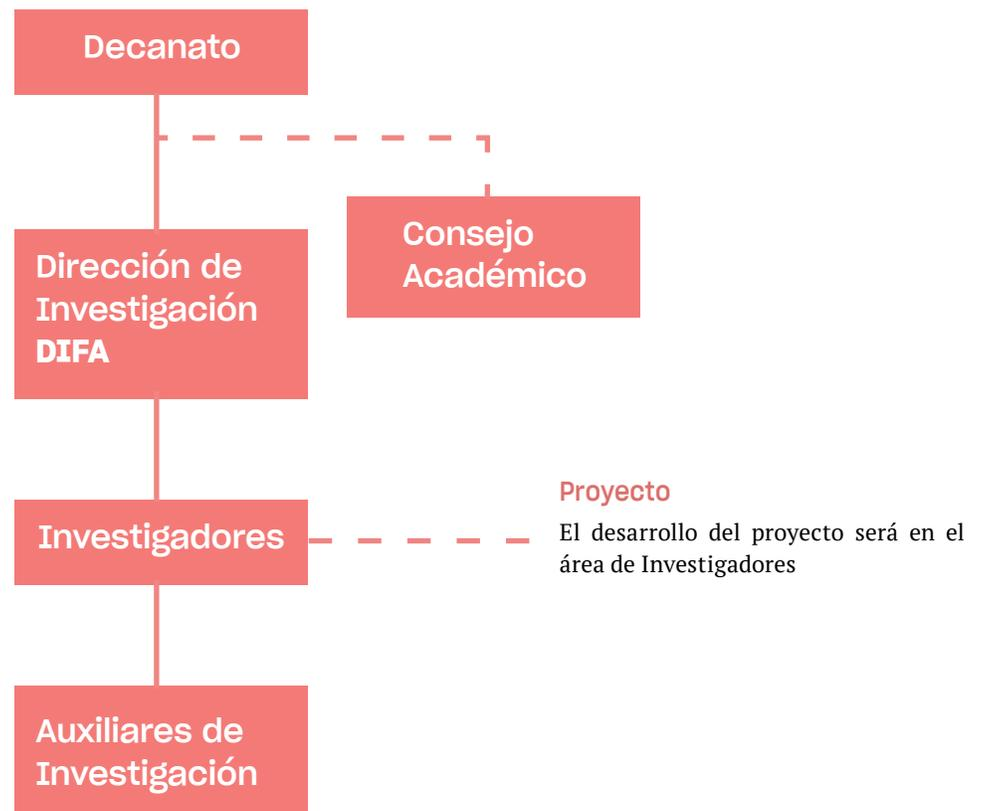 Decanato
Consejo
Académico
Dirección de
Investigación
DIFA
Proyecto
El desarrollo del proyecto será en el
área de Investigadores
Investigadores
Auxiliares de
Investigación